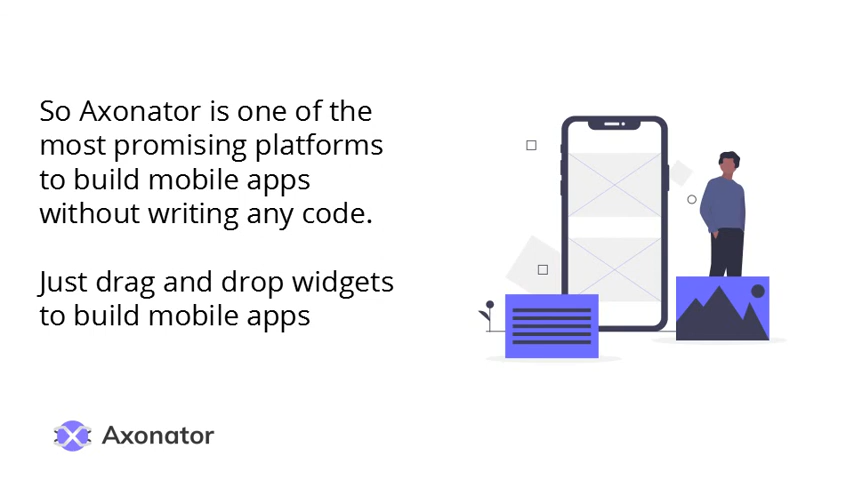 So Axonator is one of the
most promising platforms
to build mobile apps
without writing any code.
Just drag and drop widgets
to build mobile apps
Axonator